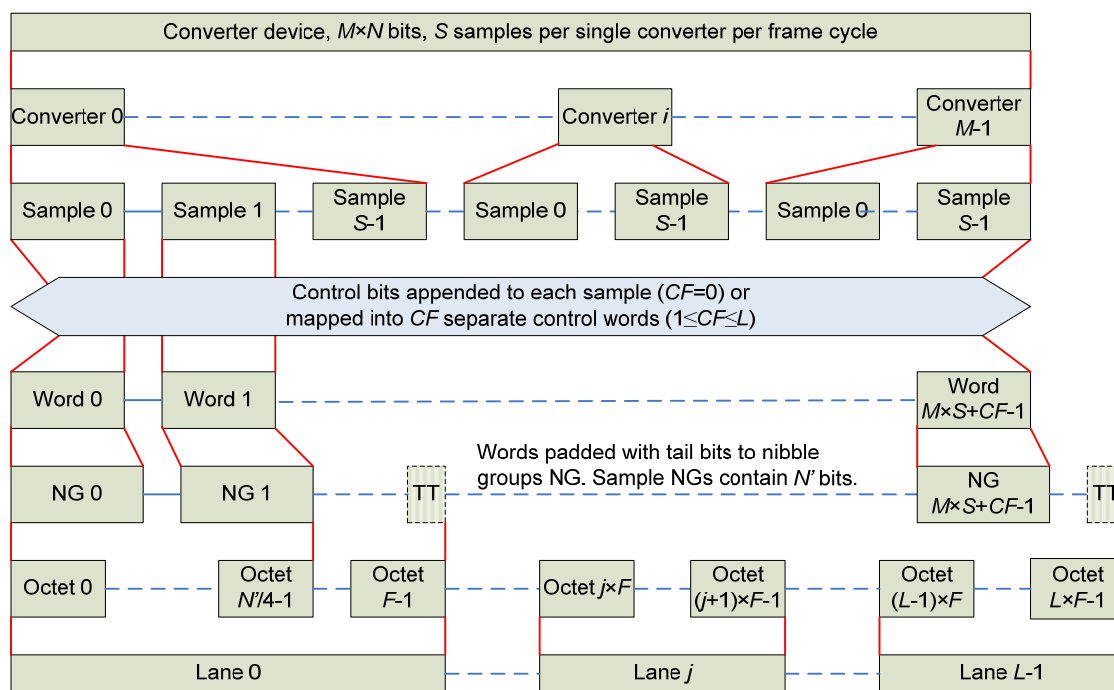 Converter device, M×N bits, S samples per single converter per frame cycle
Converter 0
Converter i
Converter
M-1
Sample 0
Sample 1
Sample
S-1
Sample 0
Sample
S-1
Sample 0
Sample
S-1
Control bits appended to each sample (CF=0) or
mapped into CF separate control words (1≤CF≤L)
Word 0
Word 1
Word
M×S+CF-1
Words padded with tail bits to nibble
groups NG. Sample NGs contain N' bits.
NG 0
NG 1
TT
NG
M×S+CF-1
TT
Octet 0
Octet
N'/4-1
Octet
F-1
Octet j×F
Octet
(j+1)×F-1
Octet
(L-1)×F
Octet
L×F-1
Lane 0
Lane j
Lane L-1